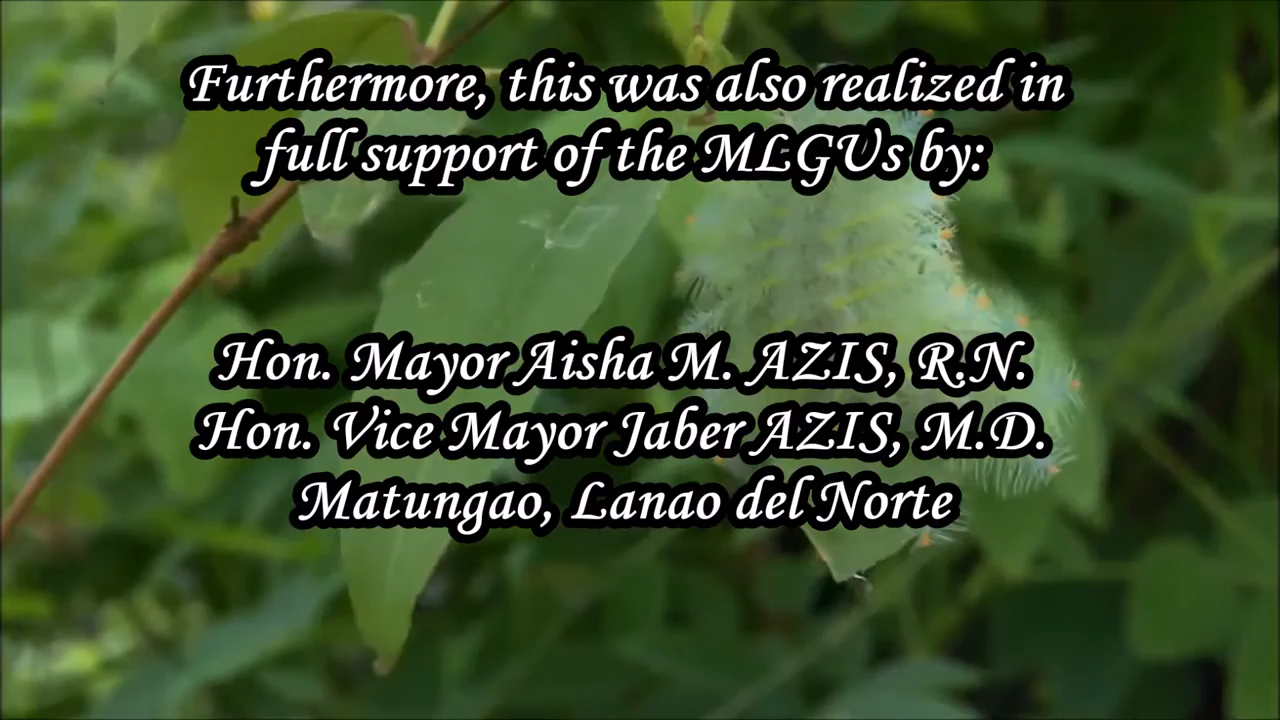 Furthermore, this was also realized in
full support of the MLGUs by:
Hon. Mayor Aisha M. AZIS, R.N.
Hon. Vice Mayor Jaber AZIS, M.D.
Matungao, Lanao del Norte